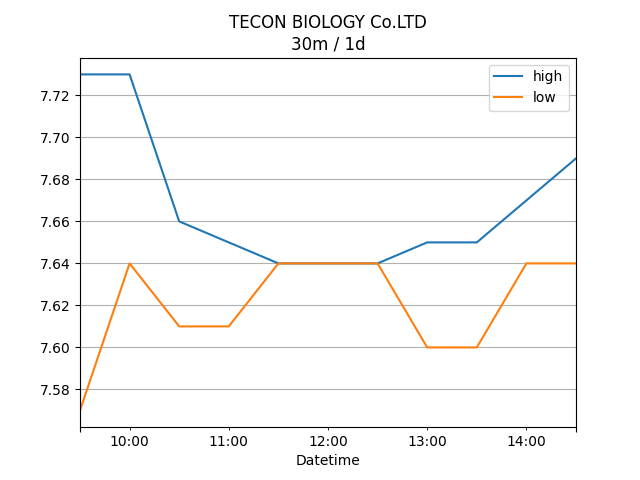 TECON BIOLOGY Co.LTD
30m / 1d
high
low
7.72
7.70
7.68
7.66
7.64
7.62
7.60
7.58
10:00 11:00 12:00 13:00 14:00
Datetime